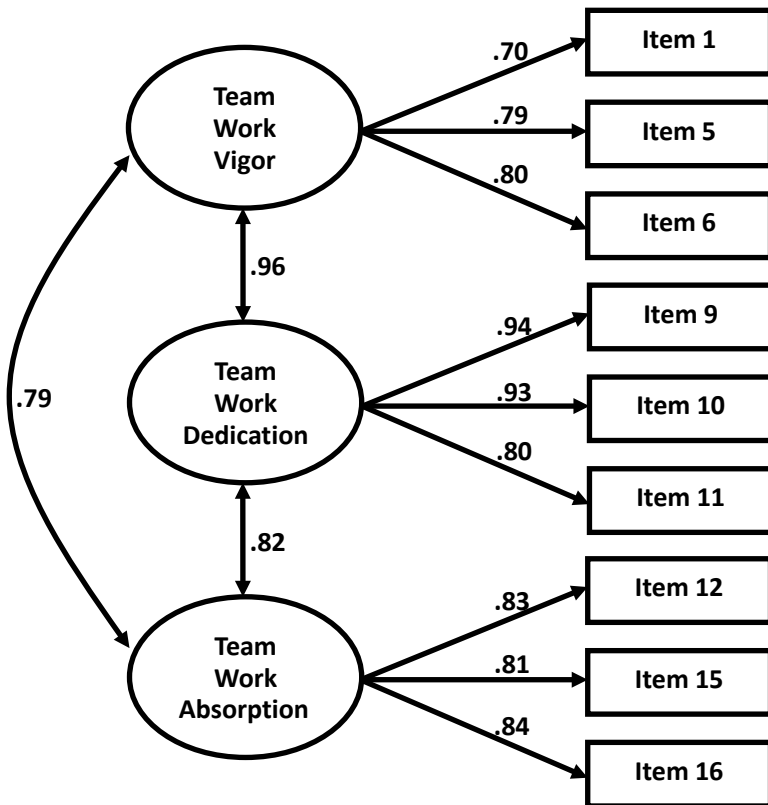 Item 1
.70
Team
Work
Vigor
.79
Item 5
.80
Item 6
.96
.94
Item 9
Team
Work
Dedication
.93
Item 10
.79
.80
Item 11
.82
.83
Item 12
Team
Work
Absorption
.81
Item 15
.84
Item 16